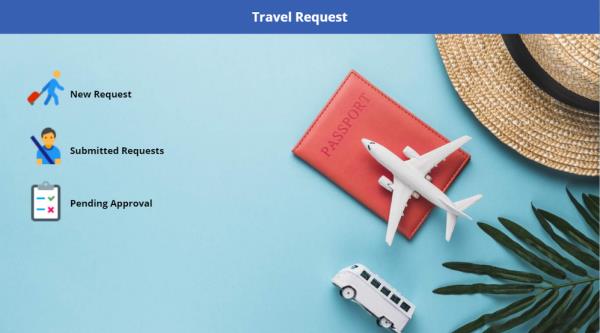 Travel Request
New Request
PASSPORT
Submitted Requests
Pending Approval